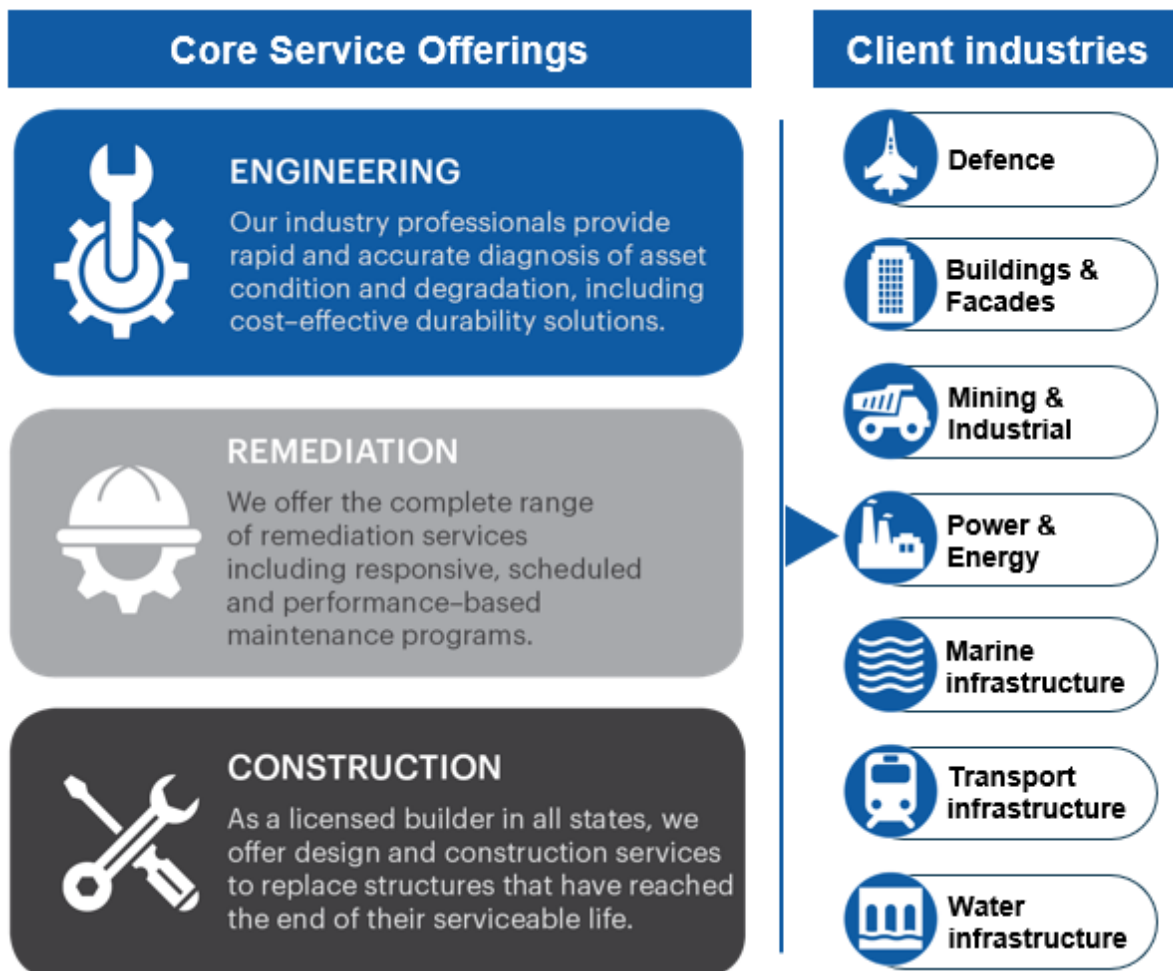 Core Service Offerings
ENGINEERING
Our industry professionals provide
rapid and accurate diagnosis of asset
condition and degradation, including
cost–effective durability solutions.
REMEDIATION
We offer the complete range
of remediation services
including responsive, scheduled
and performance–based
maintenance programs.
CONSTRUCTION
As a licensed builder in all states, we
offer design and construction services
to replace structures that have reached
the end of their serviceable life.
Client industries
Defence
Buildings &
Facades
Mining &
Industrial
Power &
Energy
Marine
infrastructure
Transport
infrastructure
Water
infrastructure